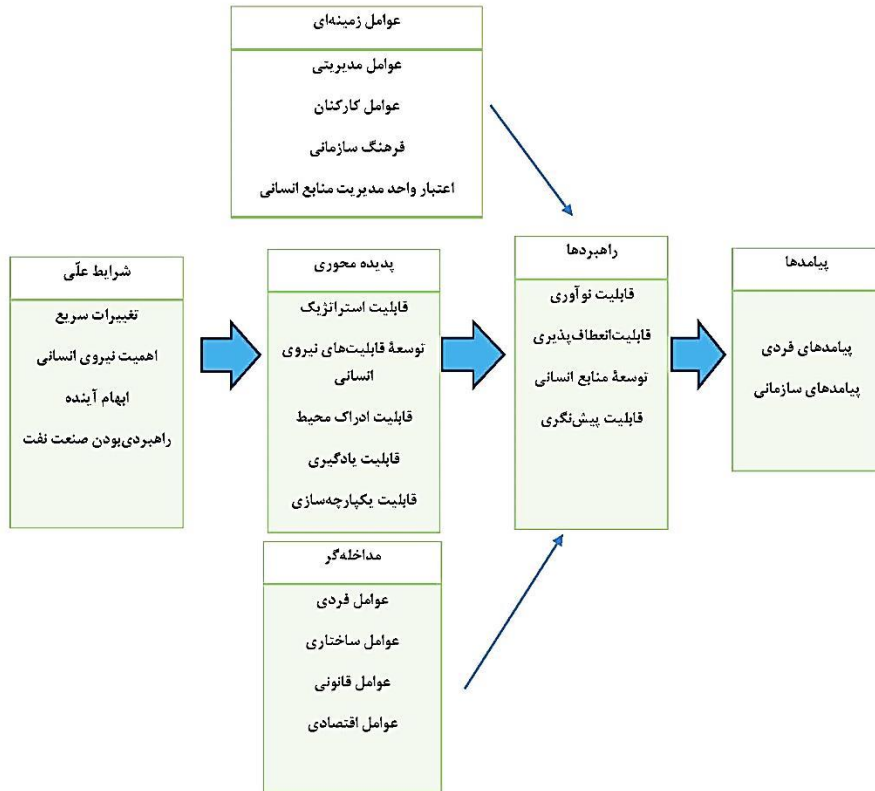 عوامل زمینه‌ای
عوامل مدیریتی
عوامل کارکنان
فرهنگ سازمانی
اعتبار واحد مدیریت منابع انسانی
شرایط علّی
تغییرات سریع
اهمیت نیروی انسانی
ابهام آینده
راهبردی‌بودن صنعت نفت
پدیده محوری
قابلیت استراتژیک
توسعهٔ قابلیت‌های نیروی
انسانی
قابلیت ادراک محیط
قابلیت یادگیری
قابلیت یکپارچه‌سازی
راهبردها
قابلیت نوآوری
قابلیت‌انعطاف‌پذیری
توسعهٔ منابع انسانی
قابلیت پیش‌نگری
پیامدها
پیامدهای فردی
پیامدهای سازمانی
مداخله‌گر
عوامل فردی
عوامل ساختاری
عوامل قانونی
عوامل اقتصادی